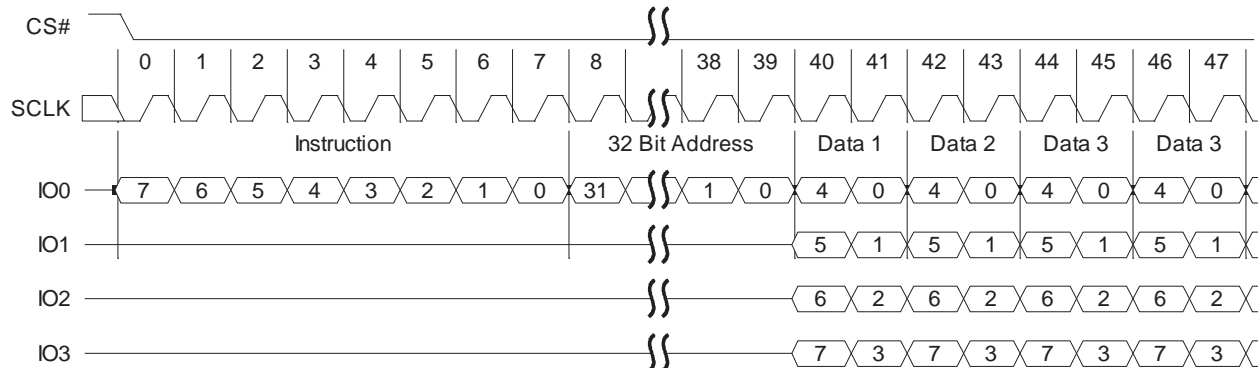 CS#
0 1 2 3 4 5 6 7 8 38 39 40 41 42 43 44 45 46 47
SCLK
Instruction 32 Bit Address Data 1 Data 2 Data 3 Data 3
IO0 7 6 5 4 3 2 1 0 31 1 0 4 0 4 0 4 0 4 0
IO1 5 1 5 1 5 1 5 1
IO2 6 2 6 2 6 2 6 2
IO3 7 3 7 3 7 3 7 3